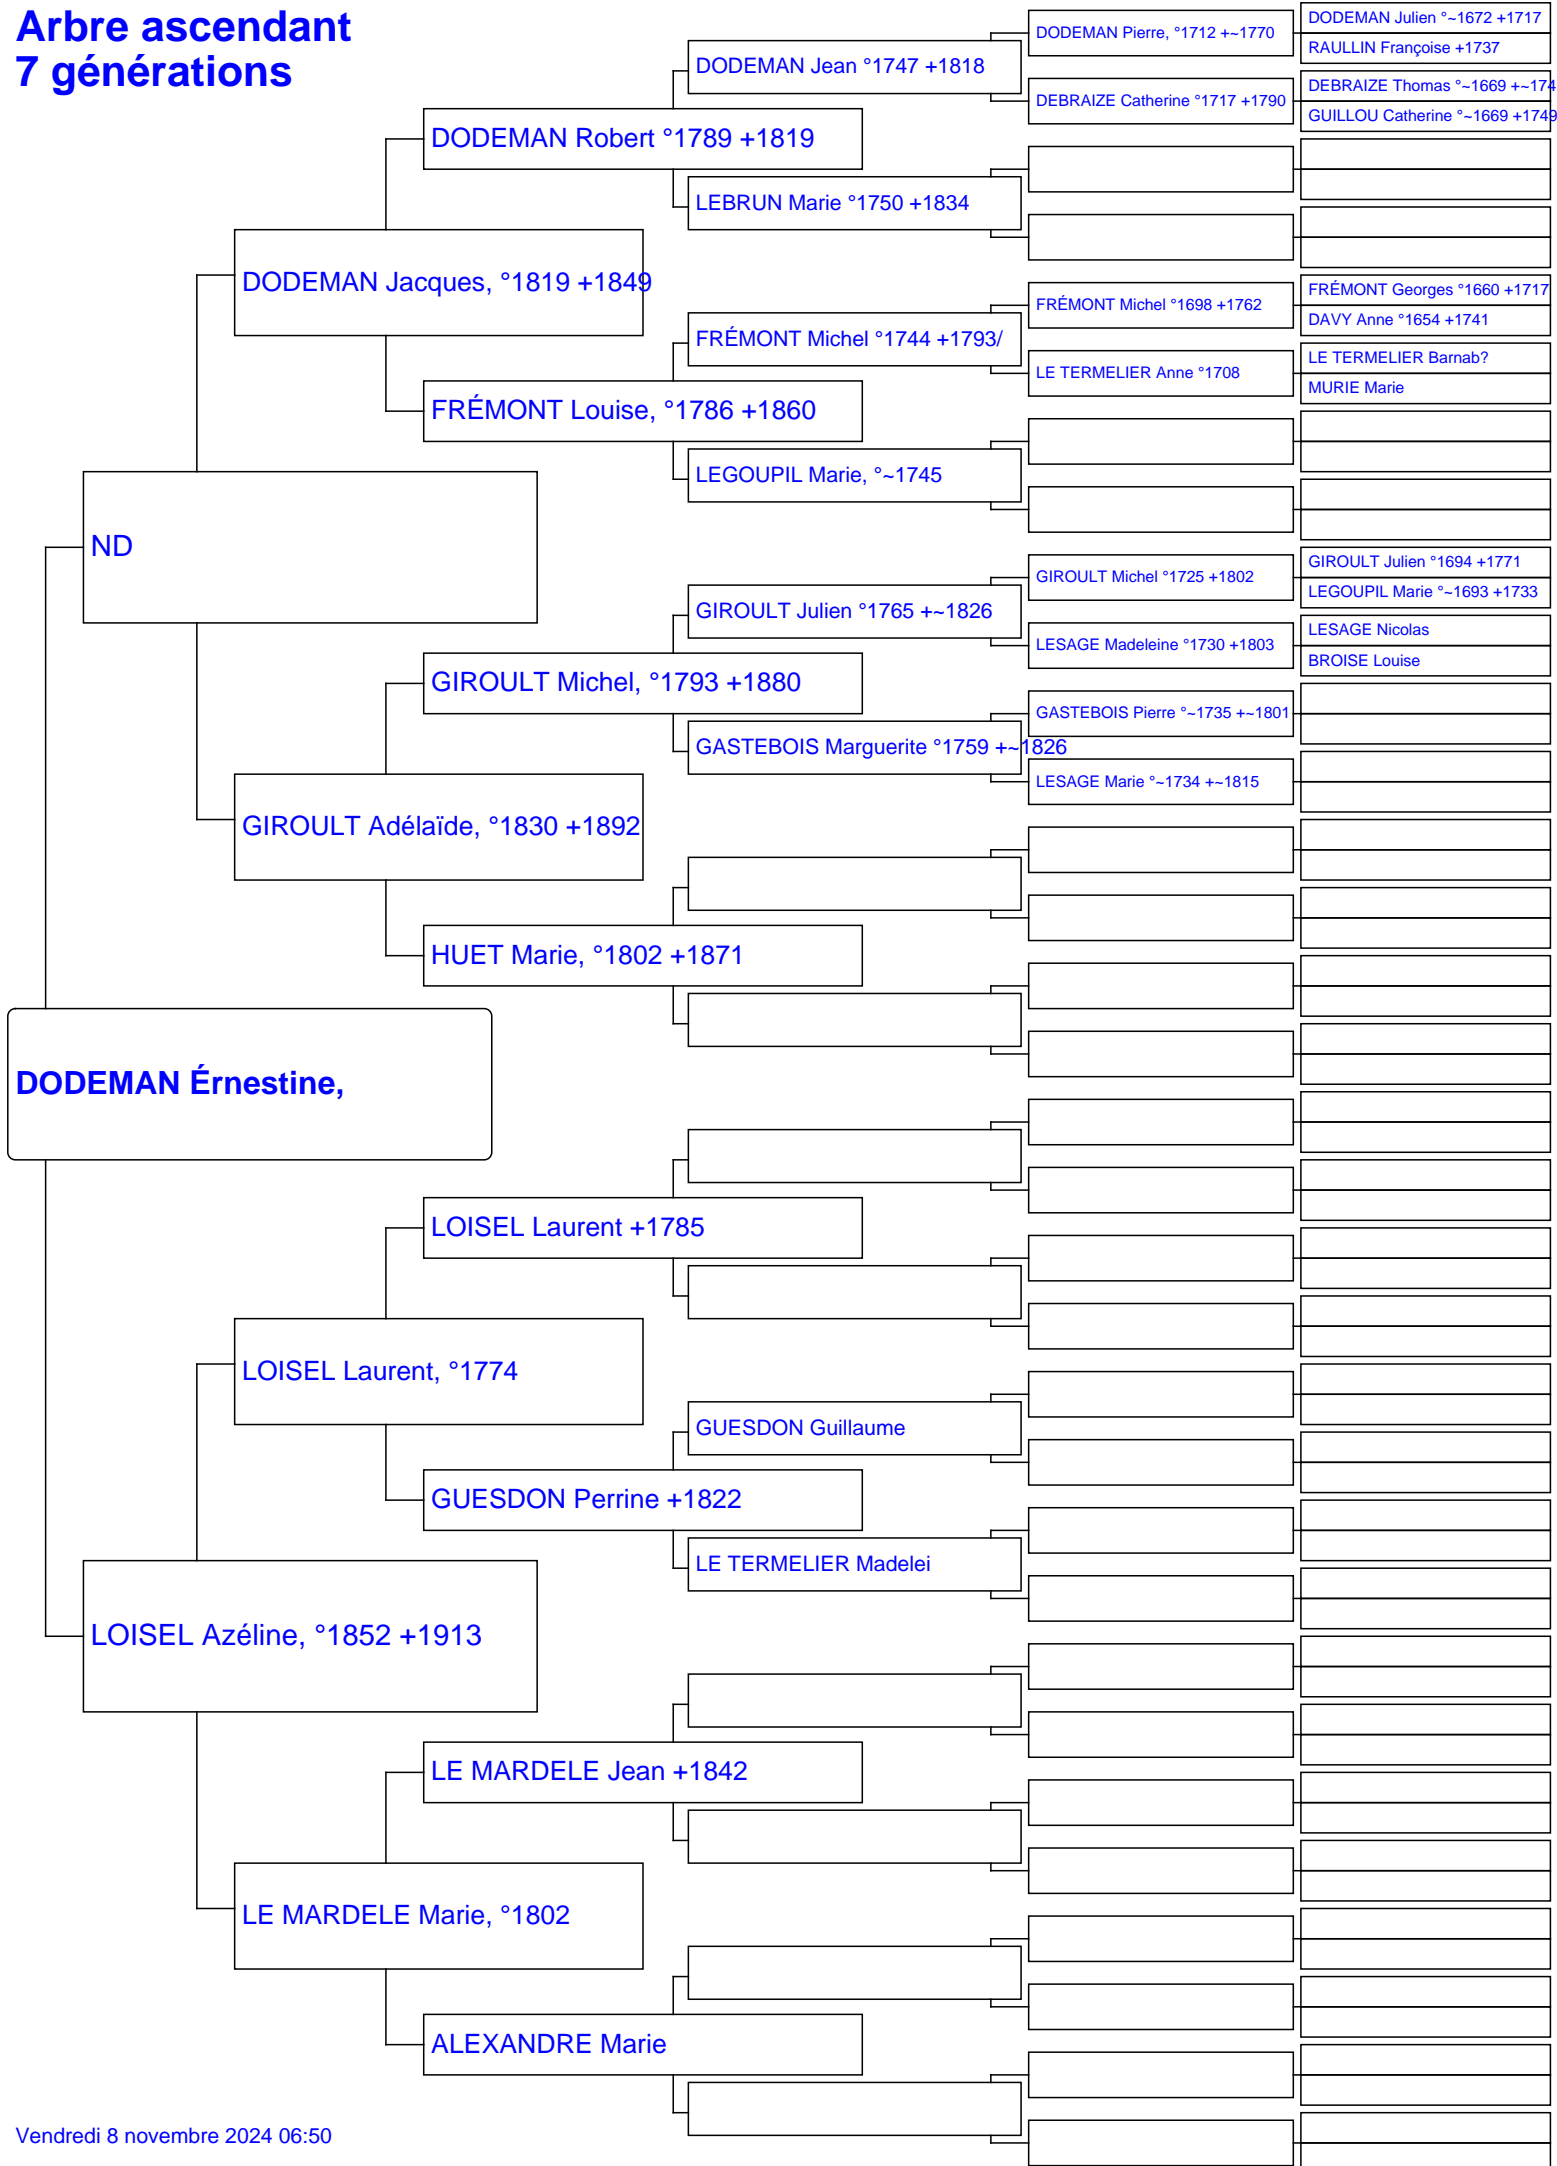 Arbre ascendant
7 générations
DODEMAN Érnestine,
ND
LOISEL Azéline, °1852 +1913
DODEMAN Jacques, °1819 +1849
GIROULT Adélaïde, °1830 +1892
LOISEL Laurent, °1774
LE MARDELE Marie, °1802
DODEMAN Robert °1789 +1819
FRÉMONT Louise, °1786 +1860
GIROULT Michel, °1793 +1880
HUET Marie, °1802 +1871
LOISEL Laurent +1785
GUESDON Perrine +1822
LE MARDELE Jean +1842
ALEXANDRE Marie
DODEMAN Jean °1747 +1818
LEBRUN Marie °1750 +1834
FRÉMONT Michel °1744 +1793/
LEGOUPIL Marie, °~1745
GIROULT Julien °1765 +~1826
GASTEBOIS Marguerite °1759 +~1826
GUESDON Guillaume
LE TERMELIER Madelei
DODEMAN Pierre, °1712 +~1770
DEBRAIZE Catherine °1717 +1790
FRÉMONT Michel °1698 +1762
LE TERMELIER Anne °1708
GIROULT Michel °1725 +1802
LESAGE Madeleine °1730 +1803
GASTEBOIS Pierre °~1735 +~1801
LESAGE Marie °~1734 +~1815
DODEMAN Julien °~1672 +1717
RAULLIN Françoise +1737
DEBRAIZE Thomas °~1669 +~174
GUILLOU Catherine °~1669 +1749
FRÉMONT Georges °1660 +1717
DAVY Anne °1654 +1741
LE TERMELIER Barnab?
MURIE Marie
GIROULT Julien °1694 +1771
LEGOUPIL Marie °~1693 +1733
LESAGE Nicolas
BROISE Louise
Vendredi 8 novembre 2024 06:50